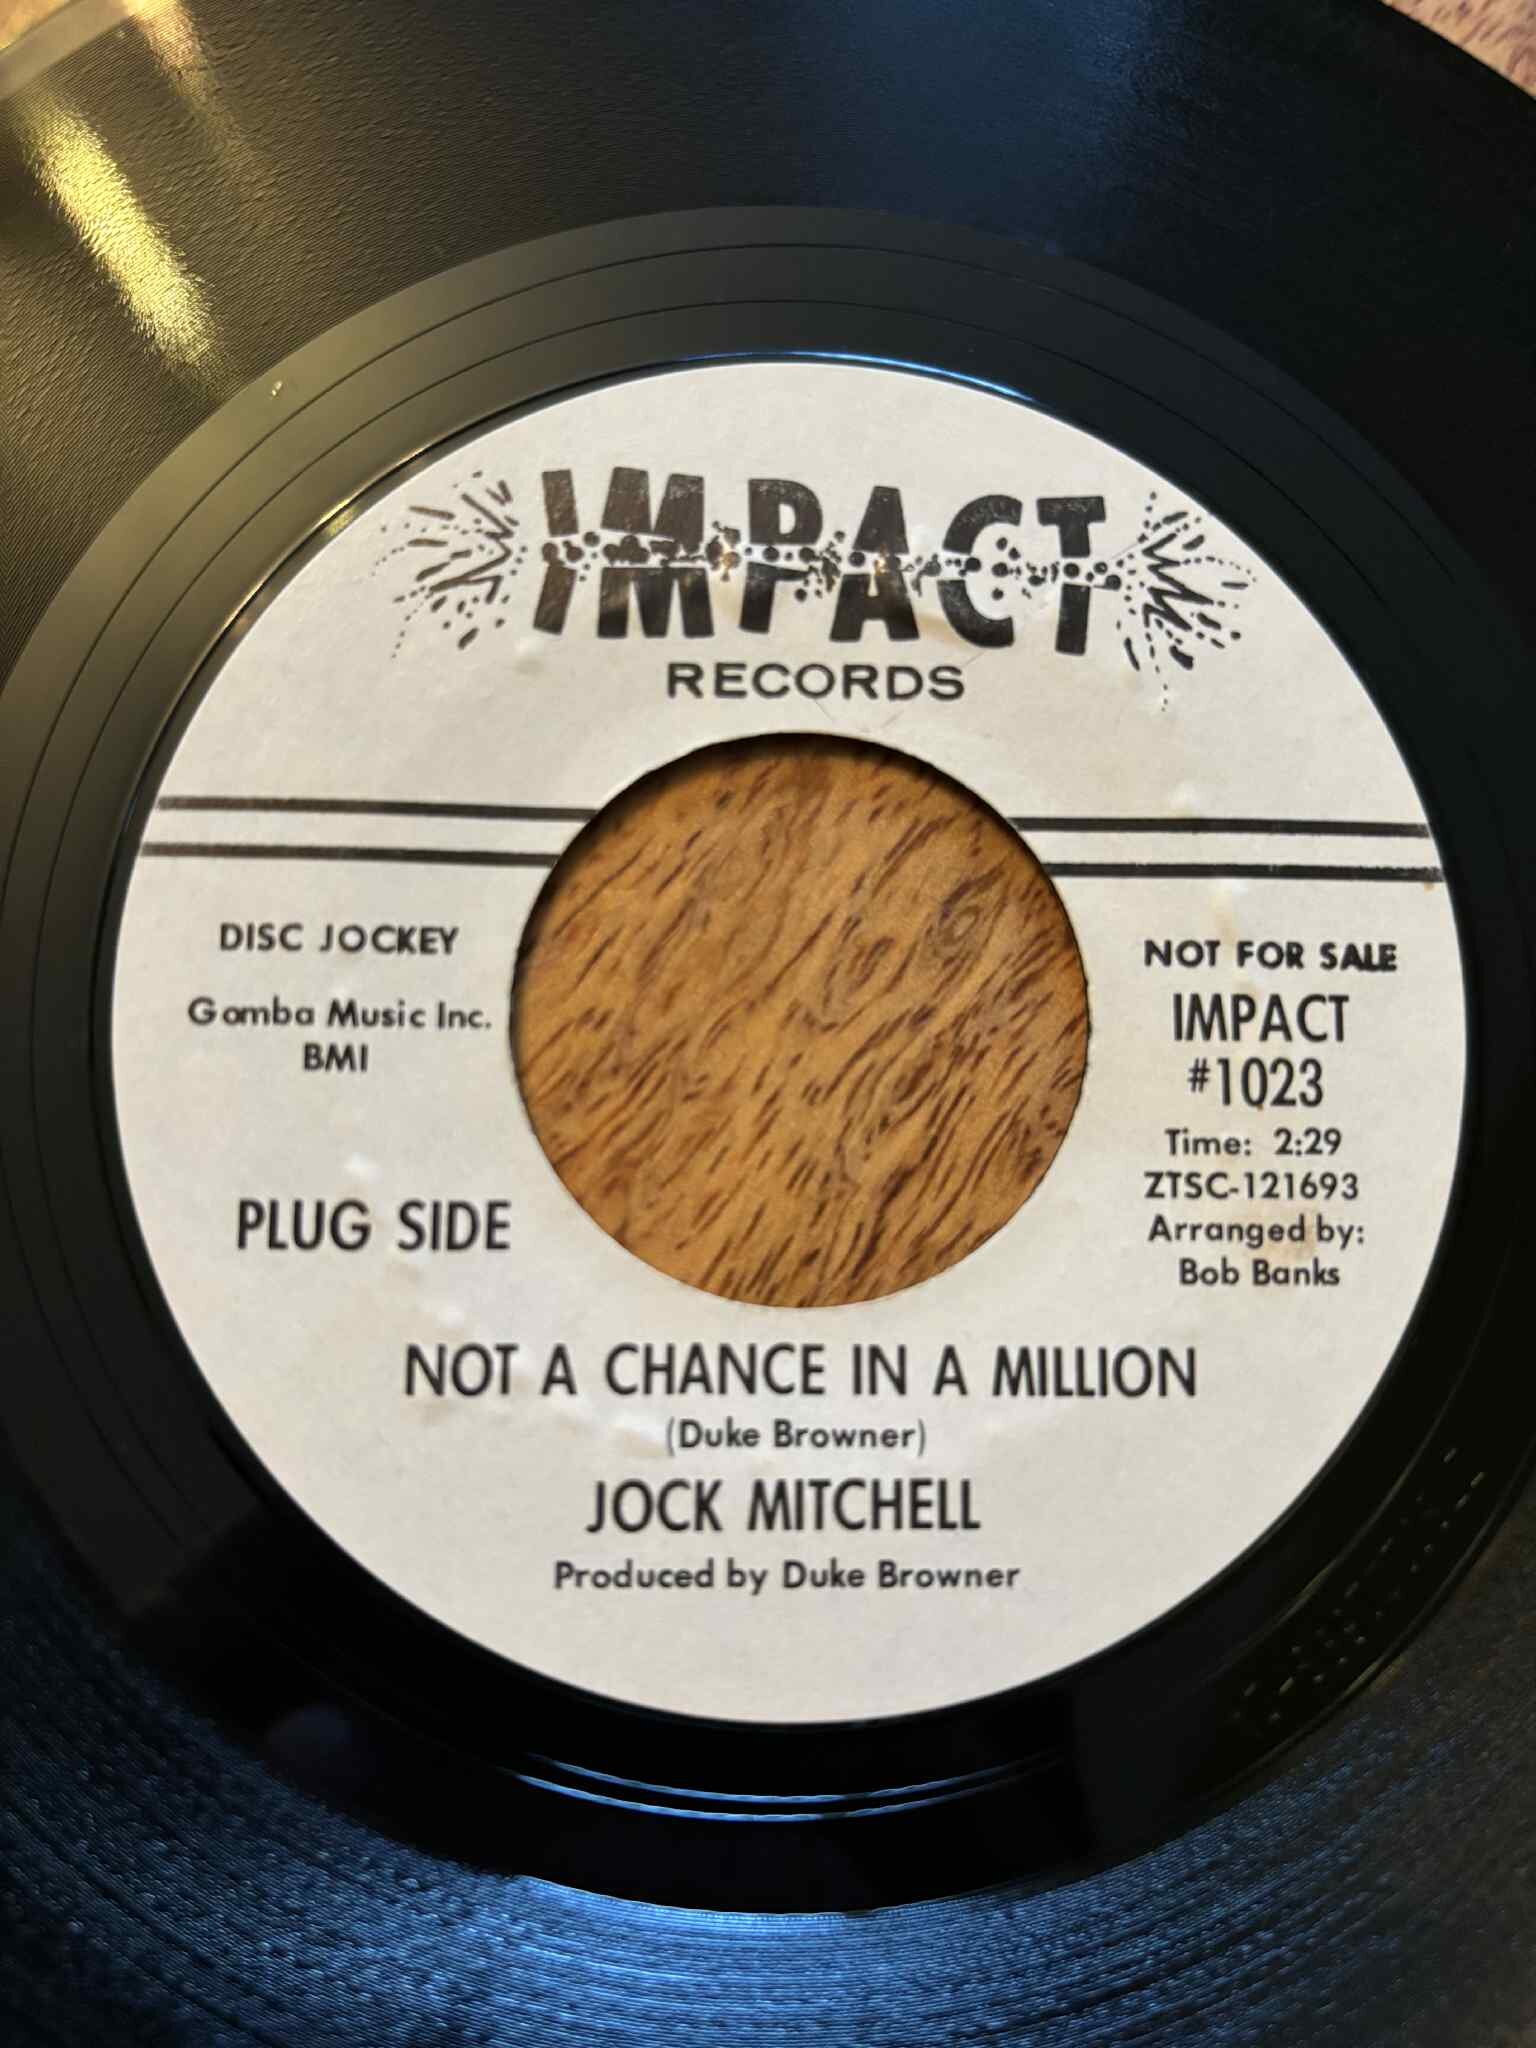 IMPACT
RECORDS
DISC JOCKEY
Gomba Music Inc.
BMI
PLUG SIDE
NOT FOR SALE
IMPACT
#1023
Time: 2:29
ZTSC-121693
Arranged by:
Bob Banks
NOT A CHANCE IN A MILLION
(Duke Browner)
JOCK MITCHELL
Produced by Duke Browner